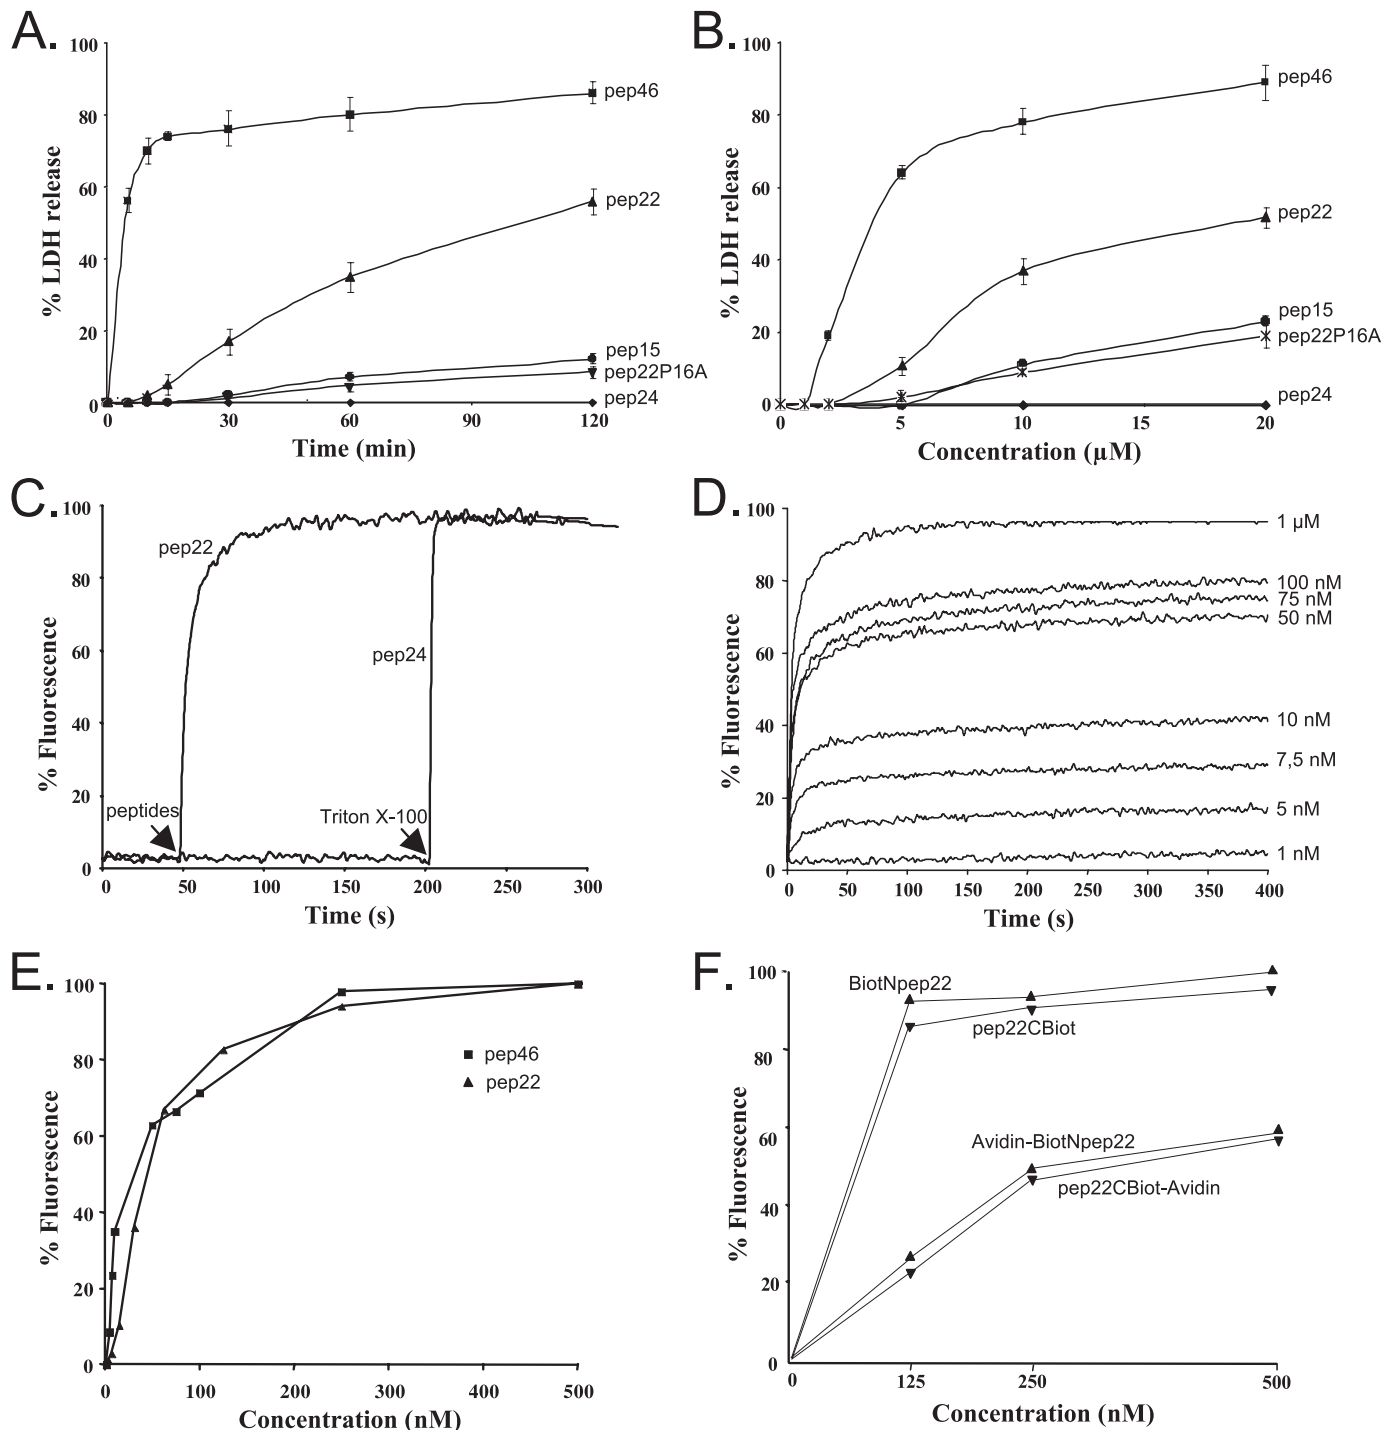 A.
% LDH release
100
80
60
40
20
0
0 30 60 90 120
Time (min)
pep46
pep22
pep15
pep22P16A
pep24
B.
% LDH release
100
80
60
40
20
0
0 5 10 15 20
Concentration (µM)
pep46
pep22
pep15
pep22P16A
pep24
C.
% Fluorescence
100
80
60
40
20
0
0 50 100 150 200 250 300
Time (s)
pep22
pep24
peptides
Triton X-100
D.
% Fluorescence
100
80
60
40
20
0
0 50 100 150 200 250 300 350 400
Time (s)
1 µM
100 nM
75 nM
50 nM
10 nM
7,5 nM
5 nM
1 nM
E.
% Fluorescence
100
80
60
40
20
0
0 100 200 300 400 500
Concentration (nM)
pep46
pep22
F.
% Fluorescence
100
80
60
40
20
0
0 125 250 500
Concentration (nM)
BiotNpep22
pep22CBiot
Avidin-BiotNpep22
pep22CBiot-Avidin